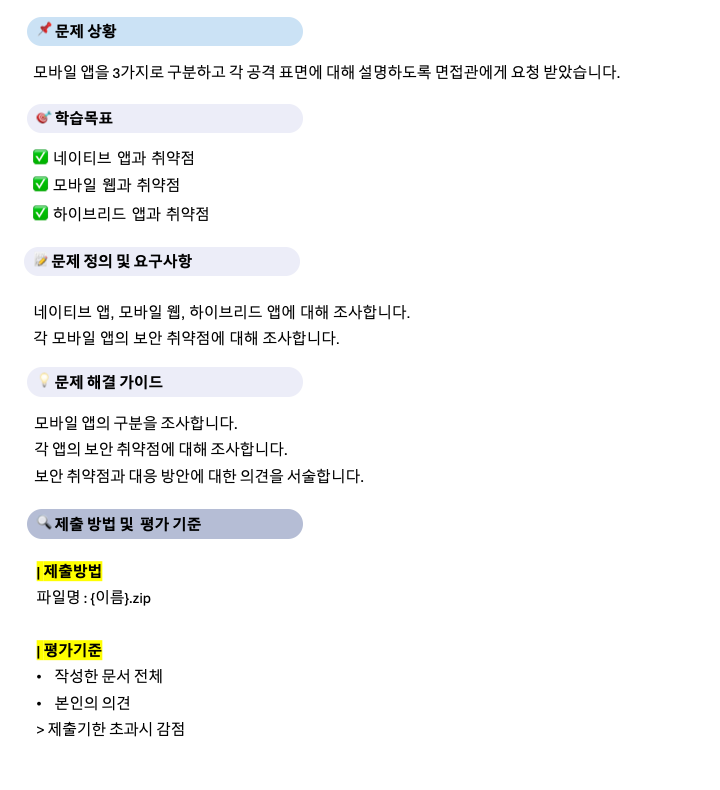 📌 문제 상황
모바일 앱을 3가지로 구분하고 각 공격 표면에 대해 설명하도록 면접관에게 요청 받았습니다.
🎯 학습목표
✅ 네이티브 앱과 취약점
✅ 모바일 웹과 취약점
✅ 하이브리드 앱과 취약점
📝 문제 정의 및 요구사항
네이티브 앱, 모바일 웹, 하이브리드 앱에 대해 조사합니다.
각 모바일 앱의 보안 취약점에 대해 조사합니다.
💡 문제 해결 가이드
모바일 앱의 구분을 조사합니다.
각 앱의 보안 취약점에 대해 조사합니다.
보안 취약점과 대응 방안에 대한 의견을 서술합니다.
🔍 제출 방법 및 평가 기준
| 제출방법
파일명 : {이름}.zip
| 평가기준
• 작성한 문서 전체
• 본인의 의견
> 제출기한 초과시 감점